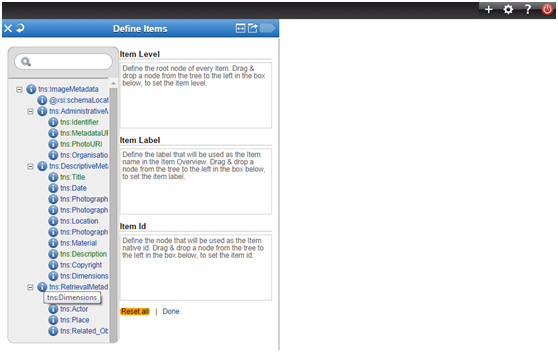 Define Items
tns:ImageMetadata
@xsi:schemaLocat
tns:AdministrativeM
tns:Identifier
tns:MetadataUR
tns:PhotoURI
tns:Organisatio
tns:DescriptiveMeta
tns:Title
tns:Date
tns:Photograph
tns:Photograph
tns:Location
tns:Photograph
tns:Material
tns:Description
tns:Copyright
tns:Dimensions
tns:RetrievalMetad
tns:Dimensions
tns:Actor
tns:Place
tns:Related_Ob
Item Level
Define the root node of every item. Drag &
drop a node from the tree to the left in the box
below, to set the item level.
Item Label
Define the label that will be used as the Item
name in the Item Overview. Drag & drop a
node from the tree to the left in the box below,
to set the item label.
Item Id
Define the node that will be used as the Item
native id. Drag & drop a node from the tree to
the left in the box below, to set the item id.
Reset all | Done